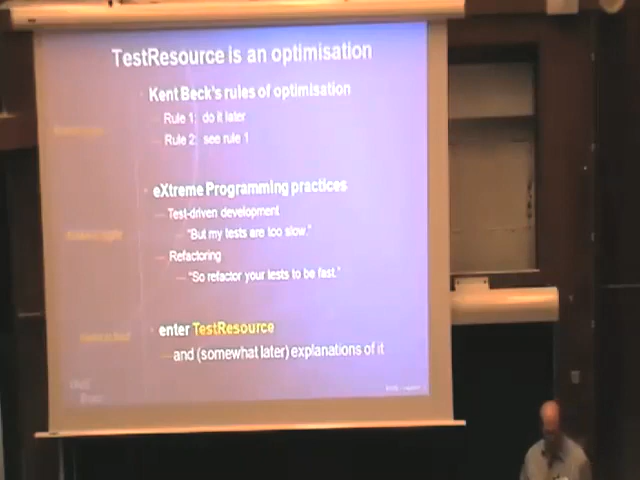 TestResource is an optimisation
Kent Beck's rules of optimisation
Rule 1: do it later
Rule 2: see rule 1
eXtreme Programming practices
Test-driven development
"But my tests are too slow."
Refactoring
"So refactor your tests to be fast."
enter TestResource
and (somewhat later) explanations of it